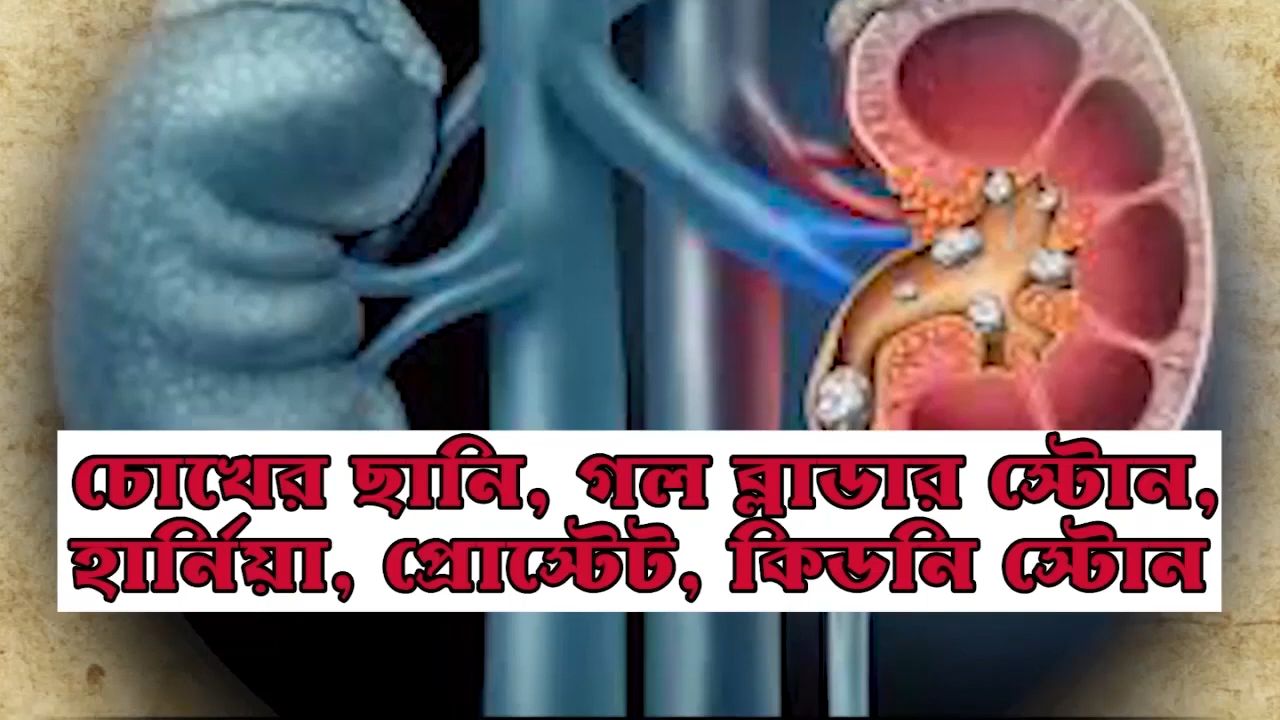 চোখের ছানি, গল ব্লাডার স্টোন,
হার্নিয়া, প্রোস্টেট, কিডনি স্টোন